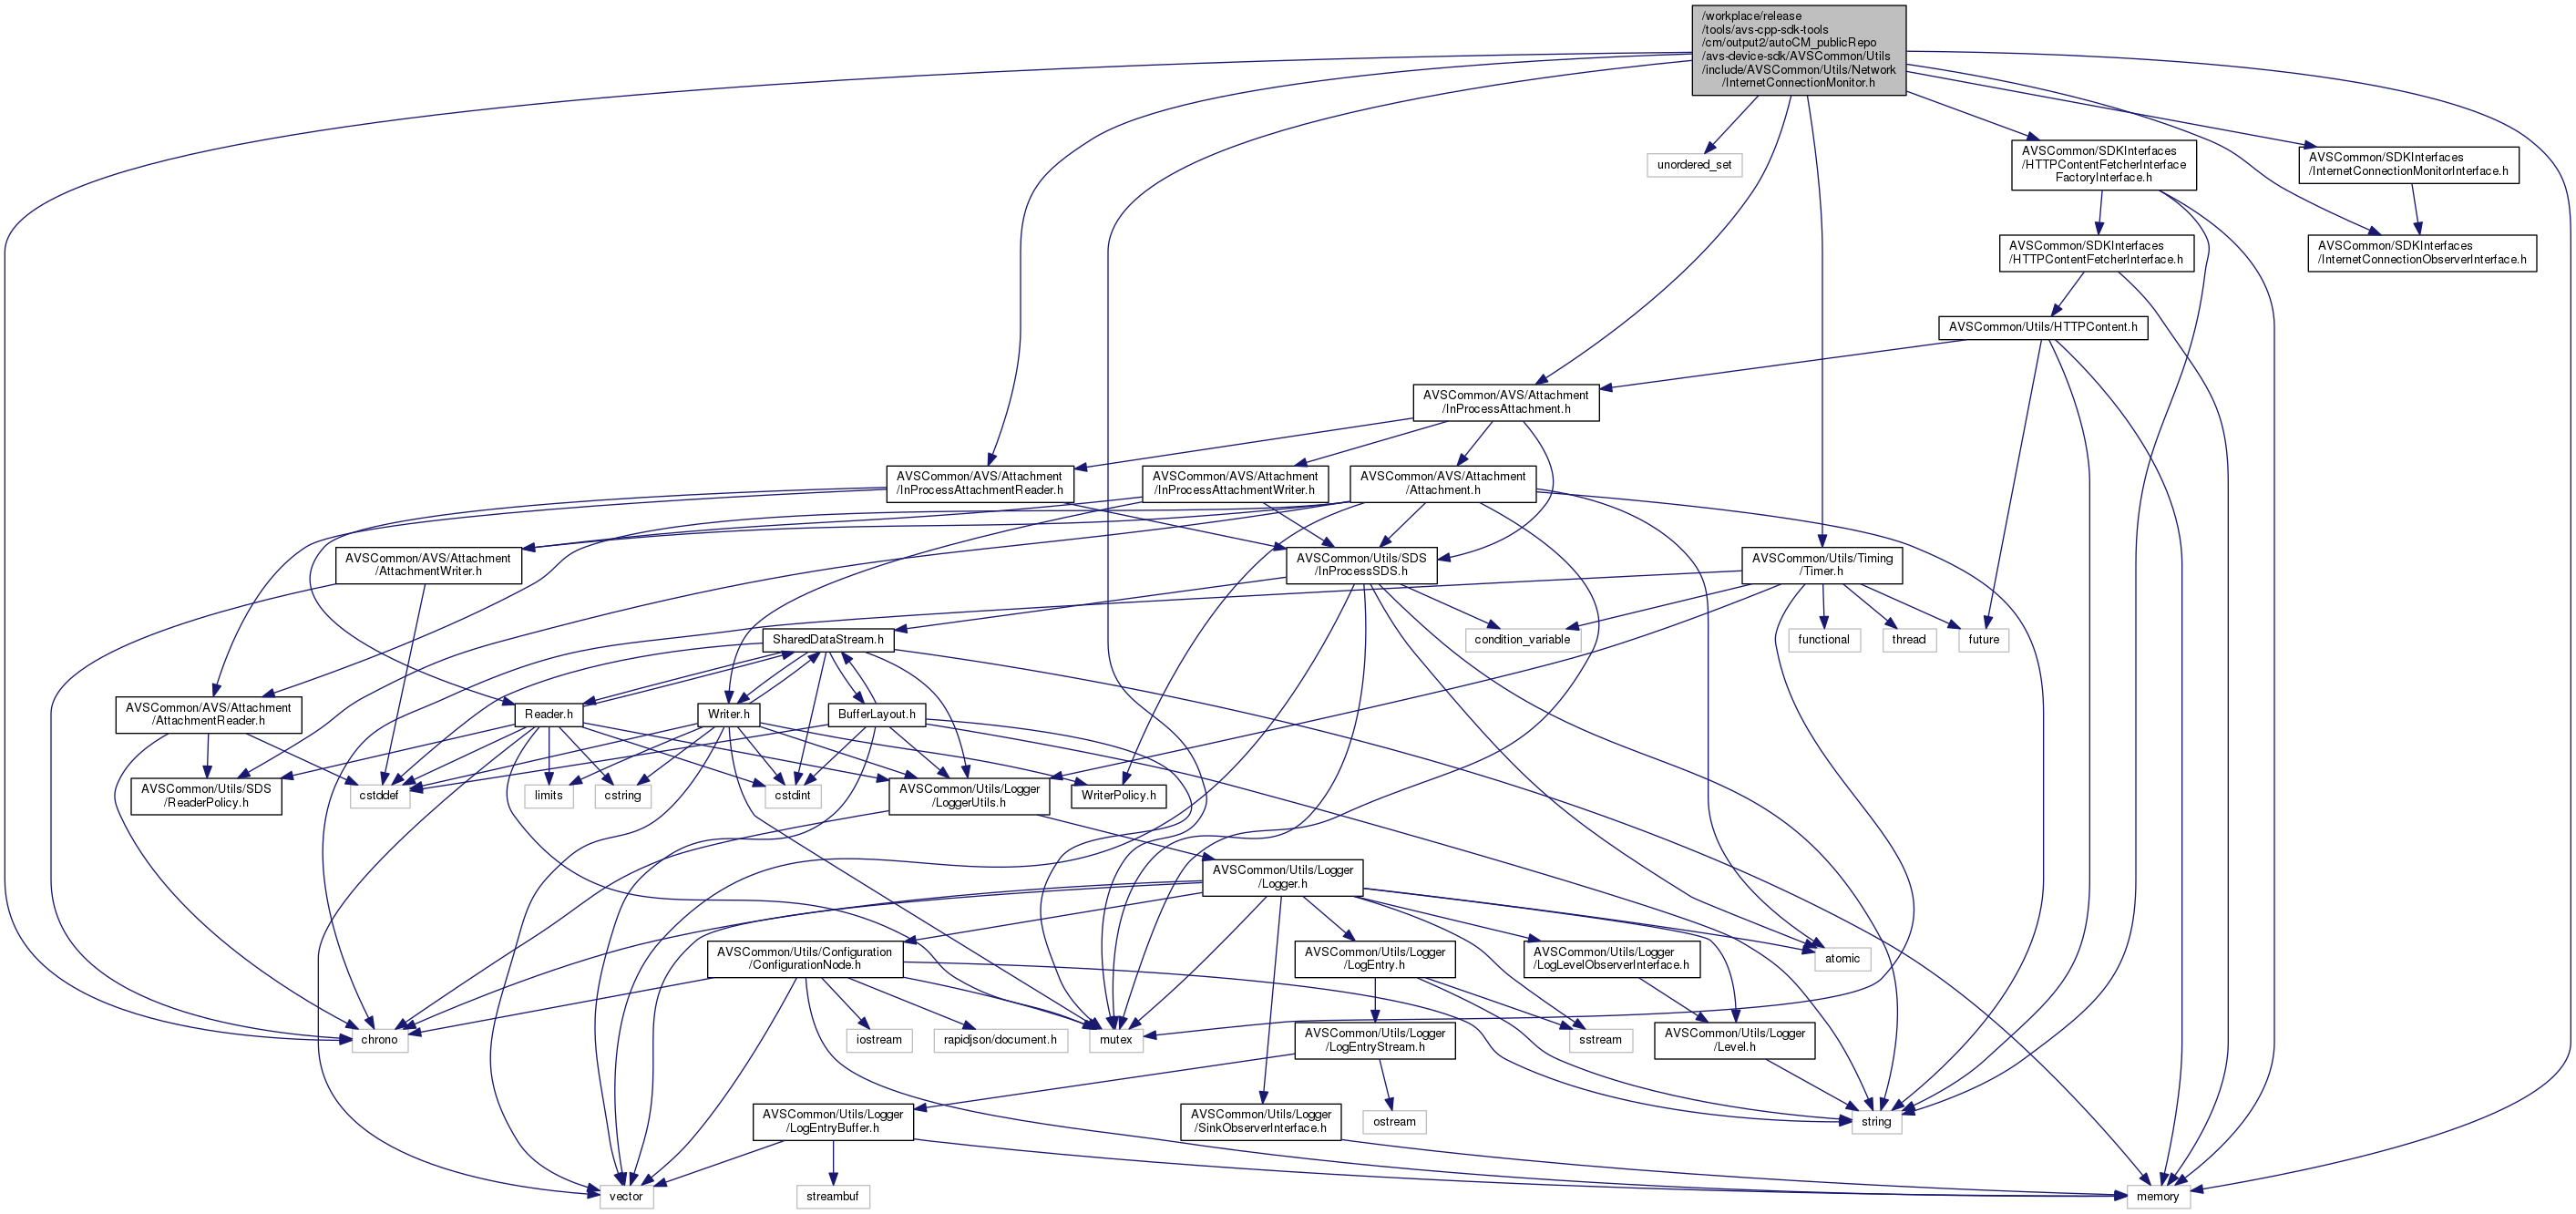 /workplace/release
/tools/avs-cpp-sdk-tools
/cm/output2/autoCM_publicRepo
/avs-device-sdk/AVSCommon/Utils
/include/AVSCommon/Utils/Network
/InternetConnectionMonitor.h
unordered_set
AVSCommon/SDKInterfaces
/HTTPContentFetcherInterface
FactoryInterface.h
AVSCommon/SDKInterfaces
/InternetConnectionMonitorInterface.h
AVSCommon/SDKInterfaces
/HTTPContentFetcherInterface.h
AVSCommon/SDKInterfaces
/InternetConnectionObserverInterface.h
AVSCommon/Utils/HTTPContent.h
AVSCommon/AVS/Attachment
/InProcessAttachment.h
AVSCommon/AVS/Attachment
/InProcessAttachmentReader.h
AVSCommon/AVS/Attachment
/InProcessAttachmentWriter.h
AVSCommon/AVS/Attachment
/Attachment.h
AVSCommon/AVS/Attachment
/AttachmentWriter.h
AVSCommon/Utils/SDS
/InProcessSDS.h
AVSCommon/Utils/Timing
/Timer.h
SharedDataStream.h
condition_variable
functional
thread
future
AVSCommon/AVS/Attachment
/AttachmentReader.h
Reader.h
Writer.h
BufferLayout.h
AVSCommon/Utils/SDS
/ReaderPolicy.h
cstddef
limits
cstring
cstdint
AVSCommon/Utils/Logger
/LoggerUtils.h
WriterPolicy.h
AVSCommon/Utils/Logger
/Logger.h
AVSCommon/Utils/Configuration
/ConfigurationNode.h
AVSCommon/Utils/Logger
/LogEntry.h
AVSCommon/Utils/Logger
/LogLevelObserverInterface.h
atomic
chrono
iostream
rapidjson/document.h
mutex
AVSCommon/Utils/Logger
/LogEntryStream.h
sstream
AVSCommon/Utils/Logger
/Level.h
AVSCommon/Utils/Logger
/LogEntryBuffer.h
AVSCommon/Utils/Logger
/SinkObserverInterface.h
ostream
string
vector
streambuf
memory